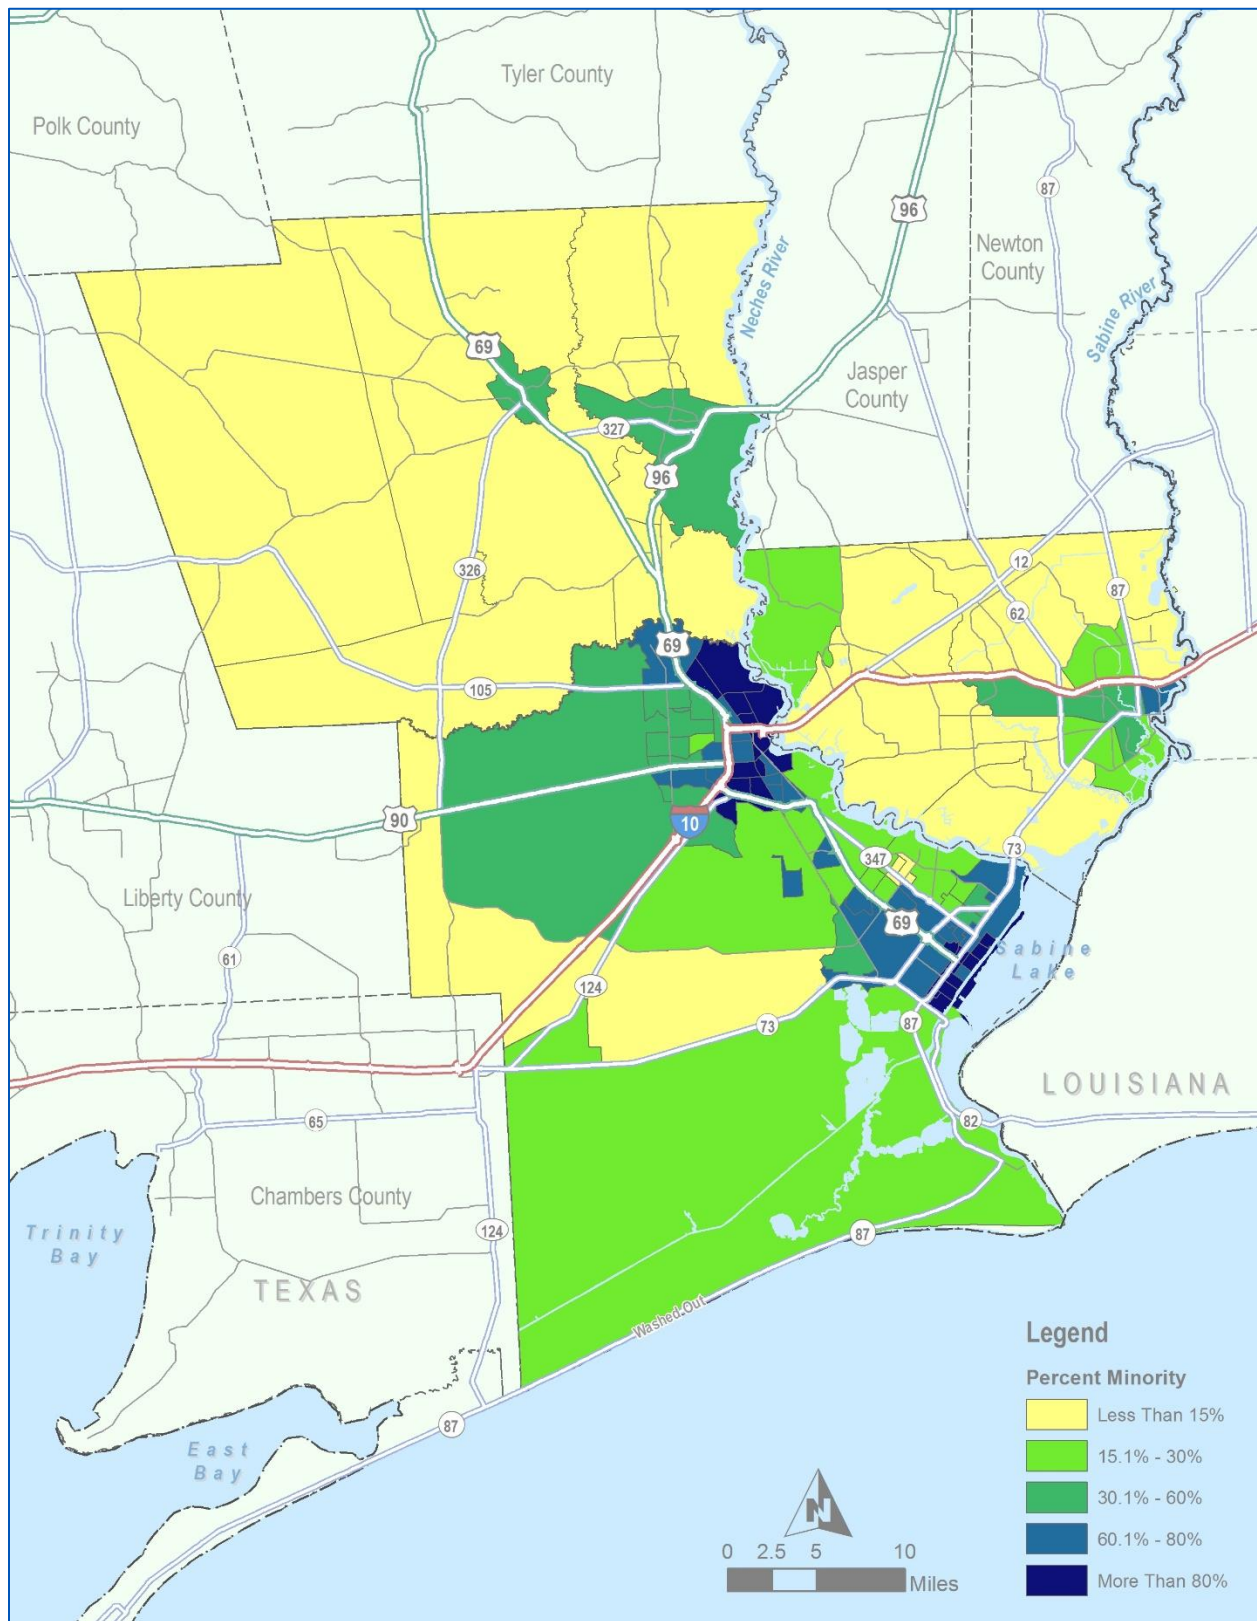 Tyler County
Polk County
87
96
Newton
County
Neches River
Sabine River
69
Jasper
County
327
96
12
326
87
62
69
105
90
10
347
73
Liberty County
69
Sabine
Lake
61
124
73
87
LOUISIANA
65
82
Chambers County
124
Trinity
Bay
87
TEXAS
Washed Out
87
East
Bay
Legend
Percent Minority
Less Than 15%
15.1% - 30%
30.1% - 60%
60.1% - 80%
More Than 80%
N
0 2.5 5 10
Miles